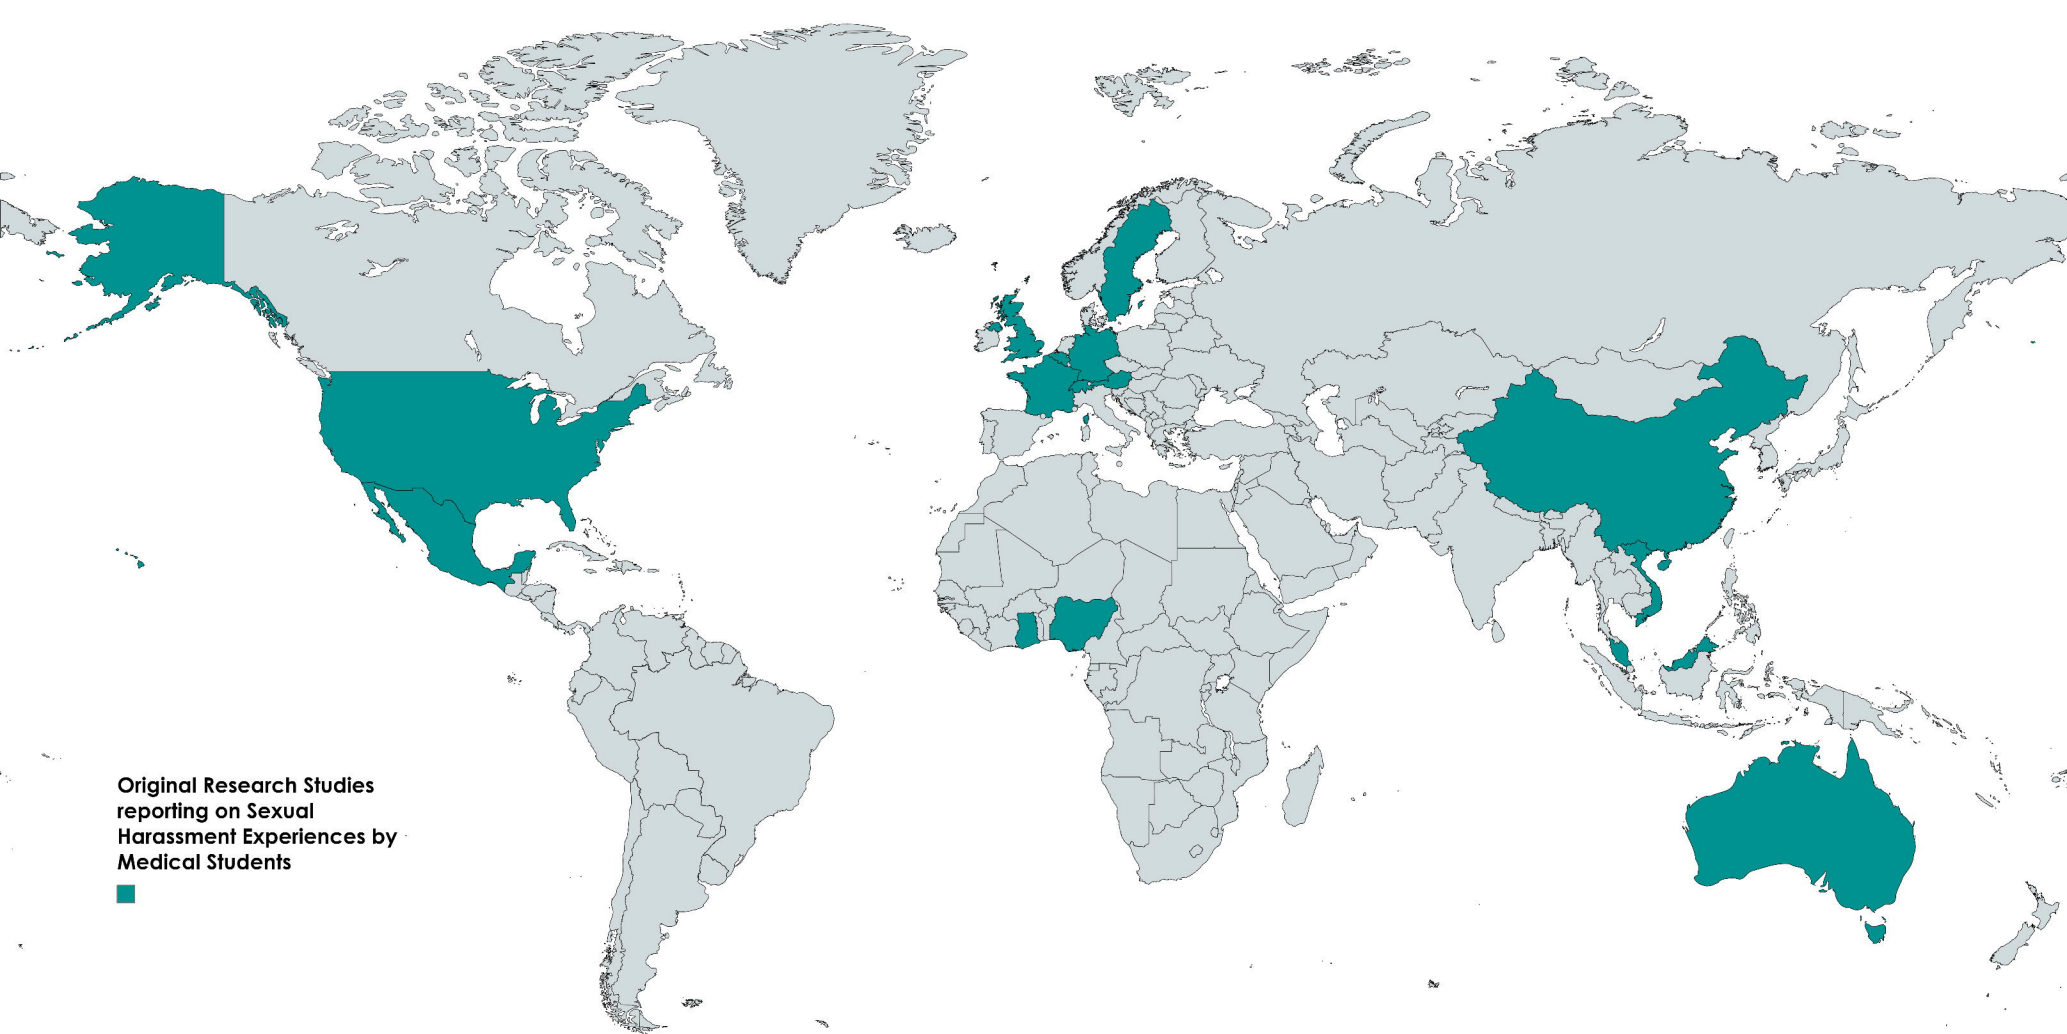 Original Research Studies
reporting on Sexual
Harassment Experiences by
Medical Students